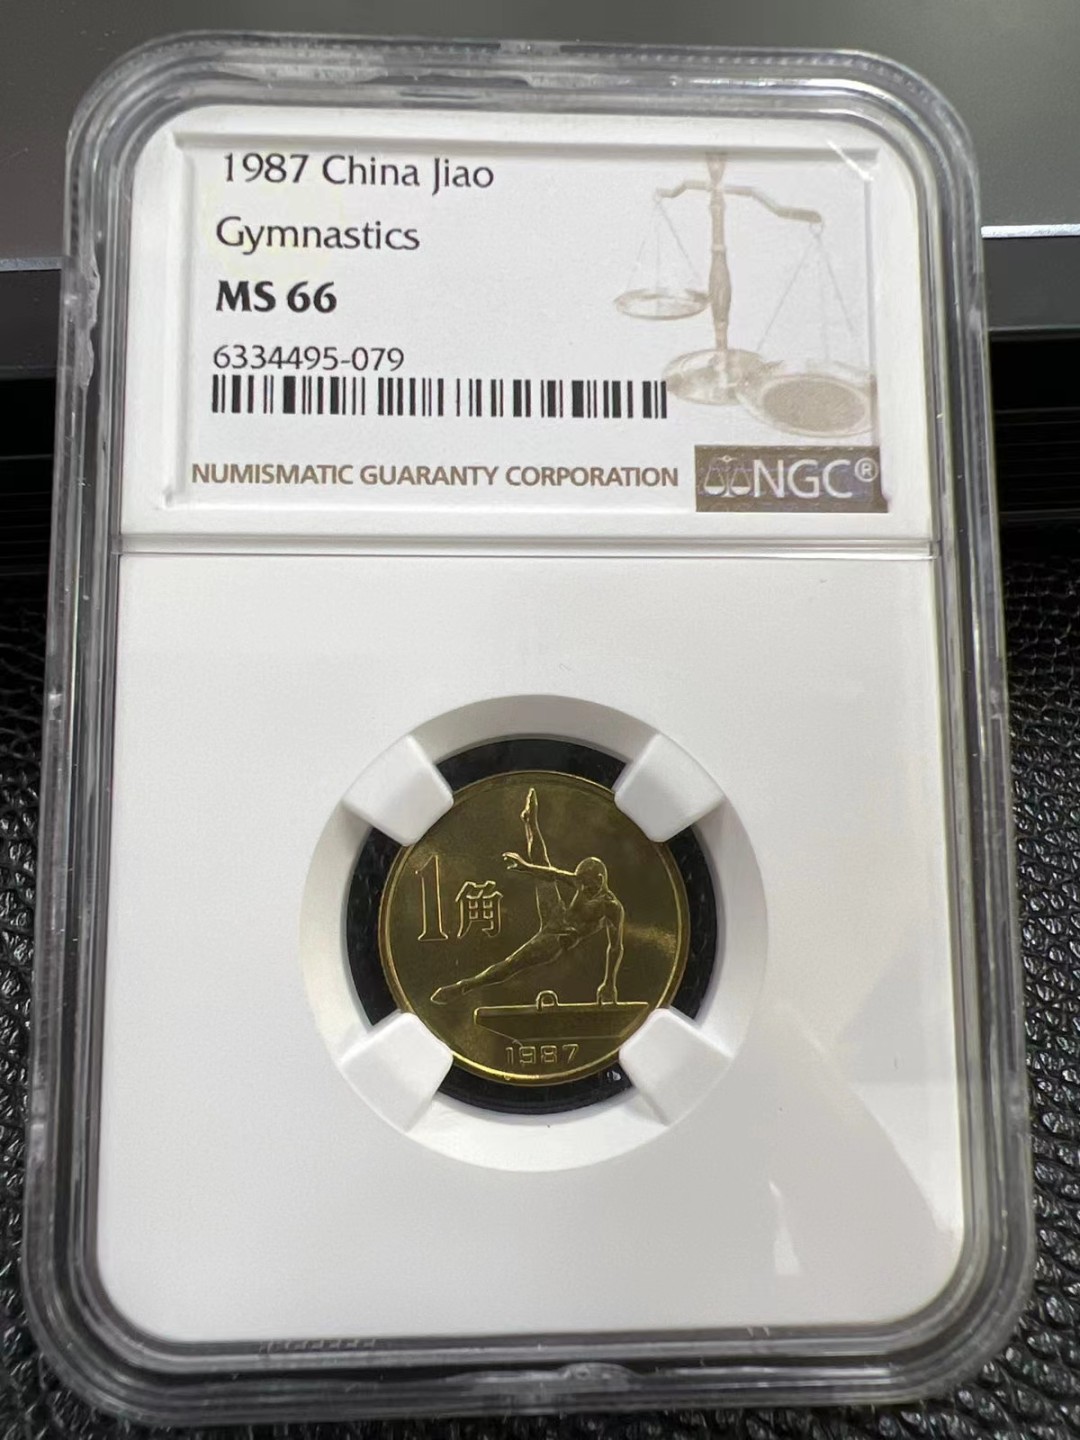 1987 China Jiao
Gymnastics
MS 66
6334495-079
NUMISMATIC GUARANTY CORPORATION
NGC®
1角
1987